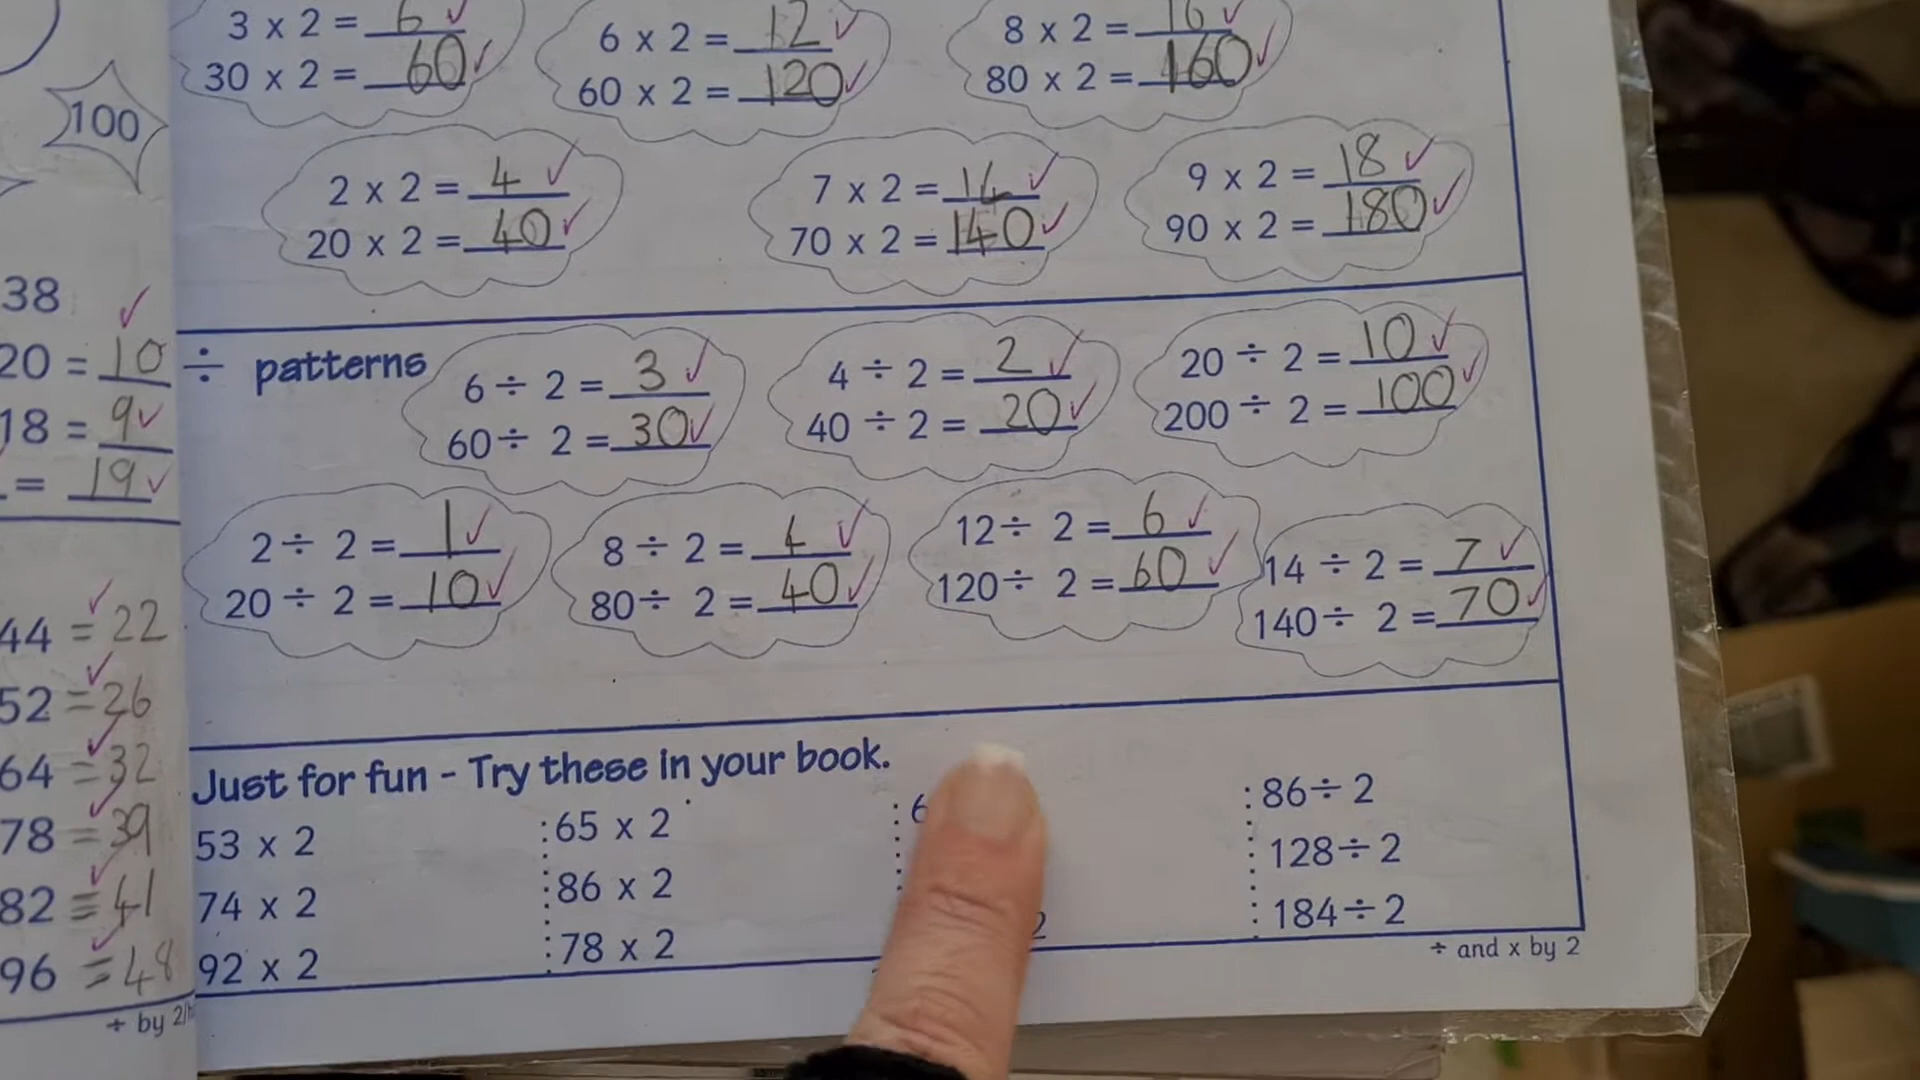 3 x 2 = 6 ✓
30 x 2 = 60 ✓
6 x 2 = 12 ✓
60 x 2 = 120 ✓
8 x 2 = 16 ✓
80 x 2 = 160 ✓
100
2 x 2 = 4 ✓
20 x 2 = 40 ✓
7 x 2 = 14 ✓
70 x 2 = 140 ✓
9 x 2 = 18 ✓
90 x 2 = 180 ✓
38
20 = 10 ✓
18 = 9 ✓
= 19 ✓
÷ patterns
6 ÷ 2 = 3 ✓
60 ÷ 2 = 30 ✓
4 ÷ 2 = 2 ✓
40 ÷ 2 = 20 ✓
20 ÷ 2 = 10 ✓
200 ÷ 2 = 100 ✓
2 ÷ 2 = 1 ✓
20 ÷ 2 = 10 ✓
8 ÷ 2 = 4 ✓
80 ÷ 2 = 40 ✓
12 ÷ 2 = 6 ✓
120 ÷ 2 = 60 ✓
14 ÷ 2 = 7 ✓
140 ÷ 2 = 70 ✓
44 = 22 ✓
52 = 26 ✓
64 = 32 ✓
78 = 39 ✓
82 = 41 ✓
96 = 48 ✓
÷ by 2/
Just for fun - Try these in your book.
53 x 2
74 x 2
92 x 2
65 x 2
86 x 2
78 x 2
6
2
86 ÷ 2
128 ÷ 2
184 ÷ 2
÷ and x by 2